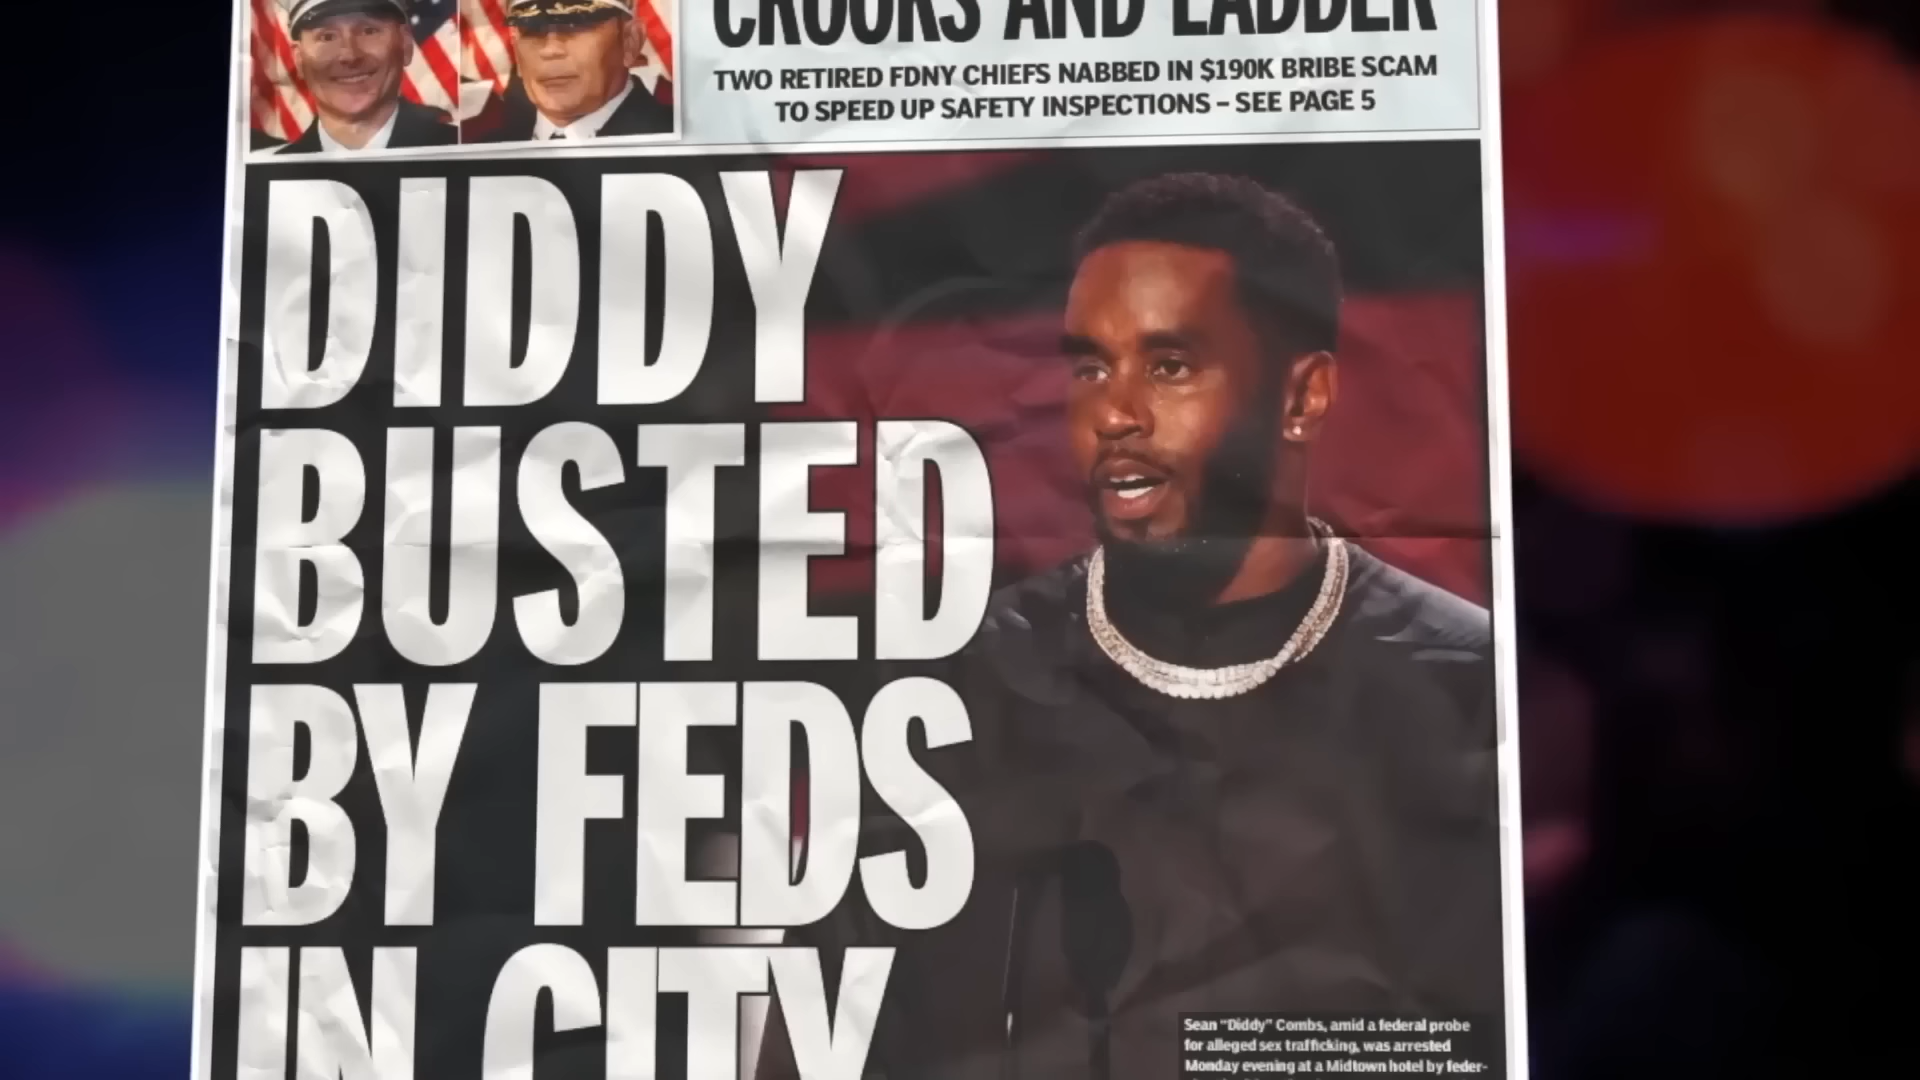 CROOKS AND LADDER
TWO RETIRED FDNY CHIEFS NABBED IN $190K BRIBE SCAM
TO SPEED UP SAFETY INSPECTIONS – SEE PAGE 5
DIDDY
BUSTED
BY FEDS
IN CITY
Sean “Diddy” Combs, amid a federal probe
for alleged sex trafficking, was arrested
Monday evening at a Midtown hotel by feder-